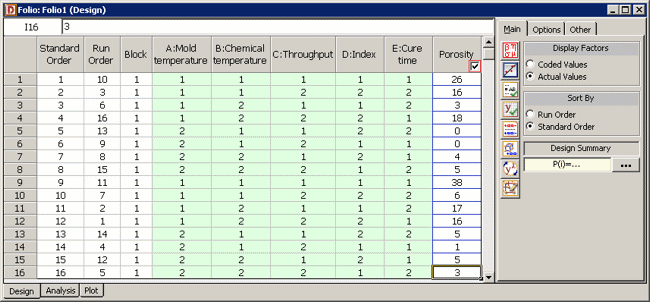 Folio: Folio1 (Design)
I16 3
Standard Order Run Order Block A:Mold temperature B:Chemical temperature C:Throughput D:Index E:Cure time Porosity
1 1 10 1 1 1 1 1 1 26
2 2 3 1 1 1 2 2 1 16
3 3 6 1 1 2 1 2 1 3
4 4 16 1 1 2 2 1 1 18
5 5 13 1 2 1 1 2 1 0
6 6 9 1 2 1 2 1 1 0
7 7 8 1 2 2 1 1 1 4
8 8 15 1 2 2 2 2 1 5
9 9 11 1 1 1 1 2 2 38
10 10 7 1 1 1 2 1 2 6
11 11 2 1 1 2 1 1 2 17
12 12 1 1 1 2 2 2 2 16
13 13 14 1 2 1 1 1 2 5
14 14 4 1 2 1 2 2 2 1
15 15 12 1 2 2 1 2 2 5
16 16 5 1 2 2 2 1 2 3
Design Analysis Plot
Main Options Other
Display Factors
Coded Values
Actual Values
Sort By
Run Order
Standard Order
Design Summary
P(i)=... ...